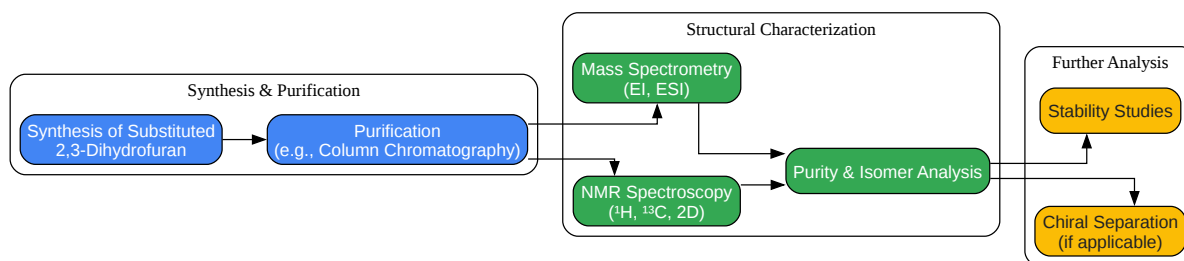 Synthesis & Purification
Synthesis of Substituted
2,3-Dihydrofuran
Purification
(e.g., Column Chromatography)
Structural Characterization
Mass Spectrometry
(EI, ESI)
NMR Spectroscopy
(¹H, ¹³C, 2D)
Purity & Isomer Analysis
Further Analysis
Stability Studies
Chiral Separation
(if applicable)